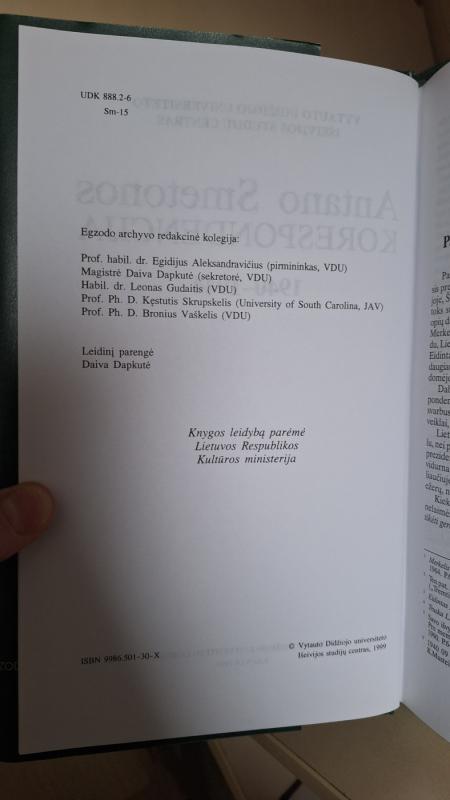 UDK 888.2-6
Sm-15
Egzodo archyvo redakcinė kolegija:
Prof. habil. dr. Egidijus Aleksandravičius (pirmininkas, VDU)
Magistrė Daiva Dapkutė (sekretorė, VDU)
Habil. dr. Leonas Gudaitis (VDU)
Prof. Ph. D. Kęstutis Skrupskelis (University of South Carolina, JAV)
Prof. Ph. D. Bronius Vaškelis (VDU)
Leidinį parengė
Daiva Dapkutė
Knygos leidybą parėmė
Lietuvos Respublikos
Kultūros ministerija
ISBN 9986.501-30-X
© Vytauto Didžiojo universiteto
Išeivijos studijų centras, 1999